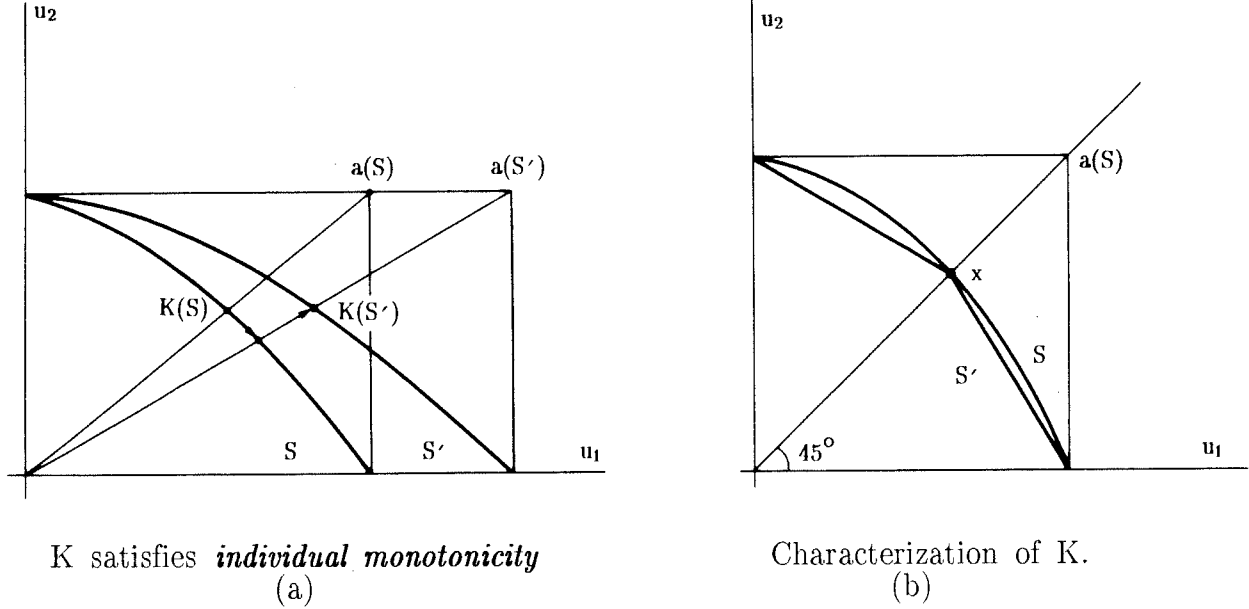 u₂
a(S)
a(S′)
K(S)
K(S′)
S
S′
u₁
K satisfies individual monotonicity
(a)
u₂
a(S)
x
S
S′
45°
u₁
Characterization of K.
(b)